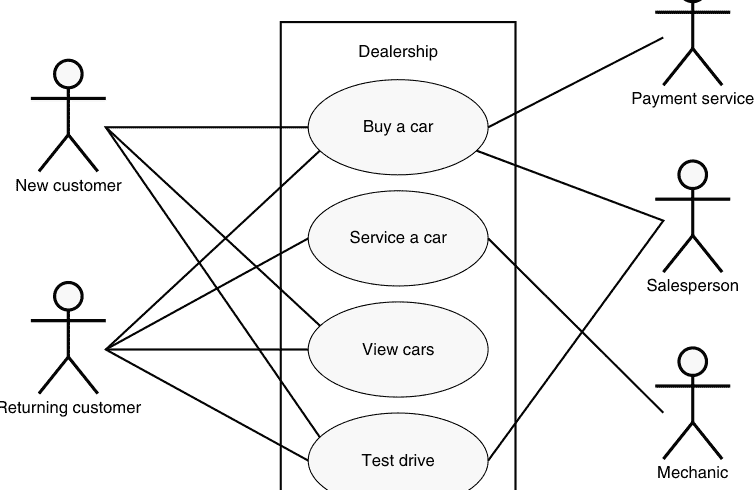 Dealership
Payment service
Buy a car
New customer
Service a car
Salesperson
View cars
Returning customer
Test drive
Mechanic